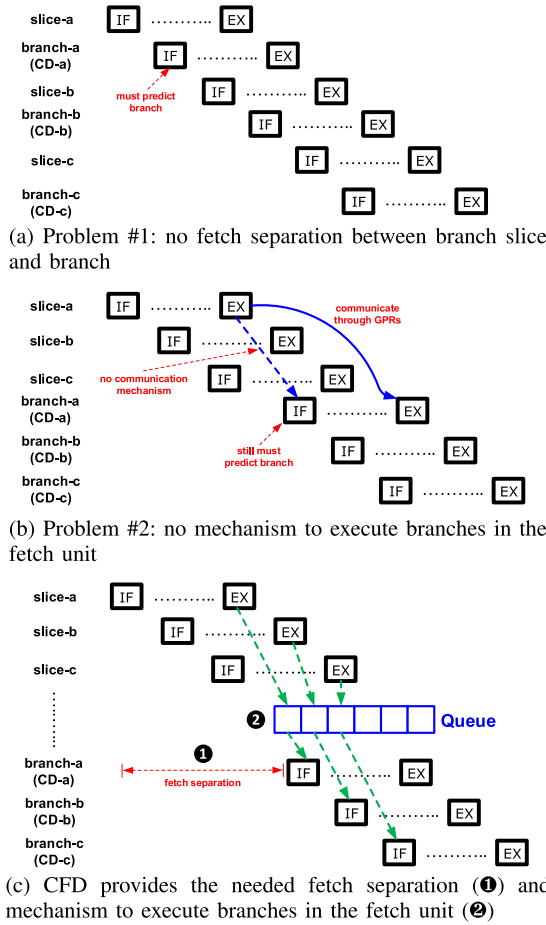 slice-a IF ........... EX
branch-a
(CD-a) IF ........... EX
must predict
branch
slice-b IF ........... EX
branch-b
(CD-b) IF ........... EX
slice-c IF ........... EX
branch-c
(CD-c) IF ........... EX
(a) Problem #1: no fetch separation between branch slice
and branch
slice-a IF ........... EX
communicate
through GPRs
slice-b IF ........... EX
no communication
mechanism
slice-c IF ........... EX
branch-a
(CD-a) IF ........... EX
still must
predict branch
branch-b
(CD-b) IF ........... EX
branch-c
(CD-c) IF ........... EX
(b) Problem #2: no mechanism to execute branches in the
fetch unit
slice-a IF ........... EX
slice-b IF ........... EX
slice-c IF ........... EX
❷ Queue
❶
fetch separation
branch-a
(CD-a) IF ........... EX
branch-b
(CD-b) IF ........... EX
branch-c
(CD-c) IF ........... EX
(c) CFD provides the needed fetch separation (❶) and
mechanism to execute branches in the fetch unit (❷)